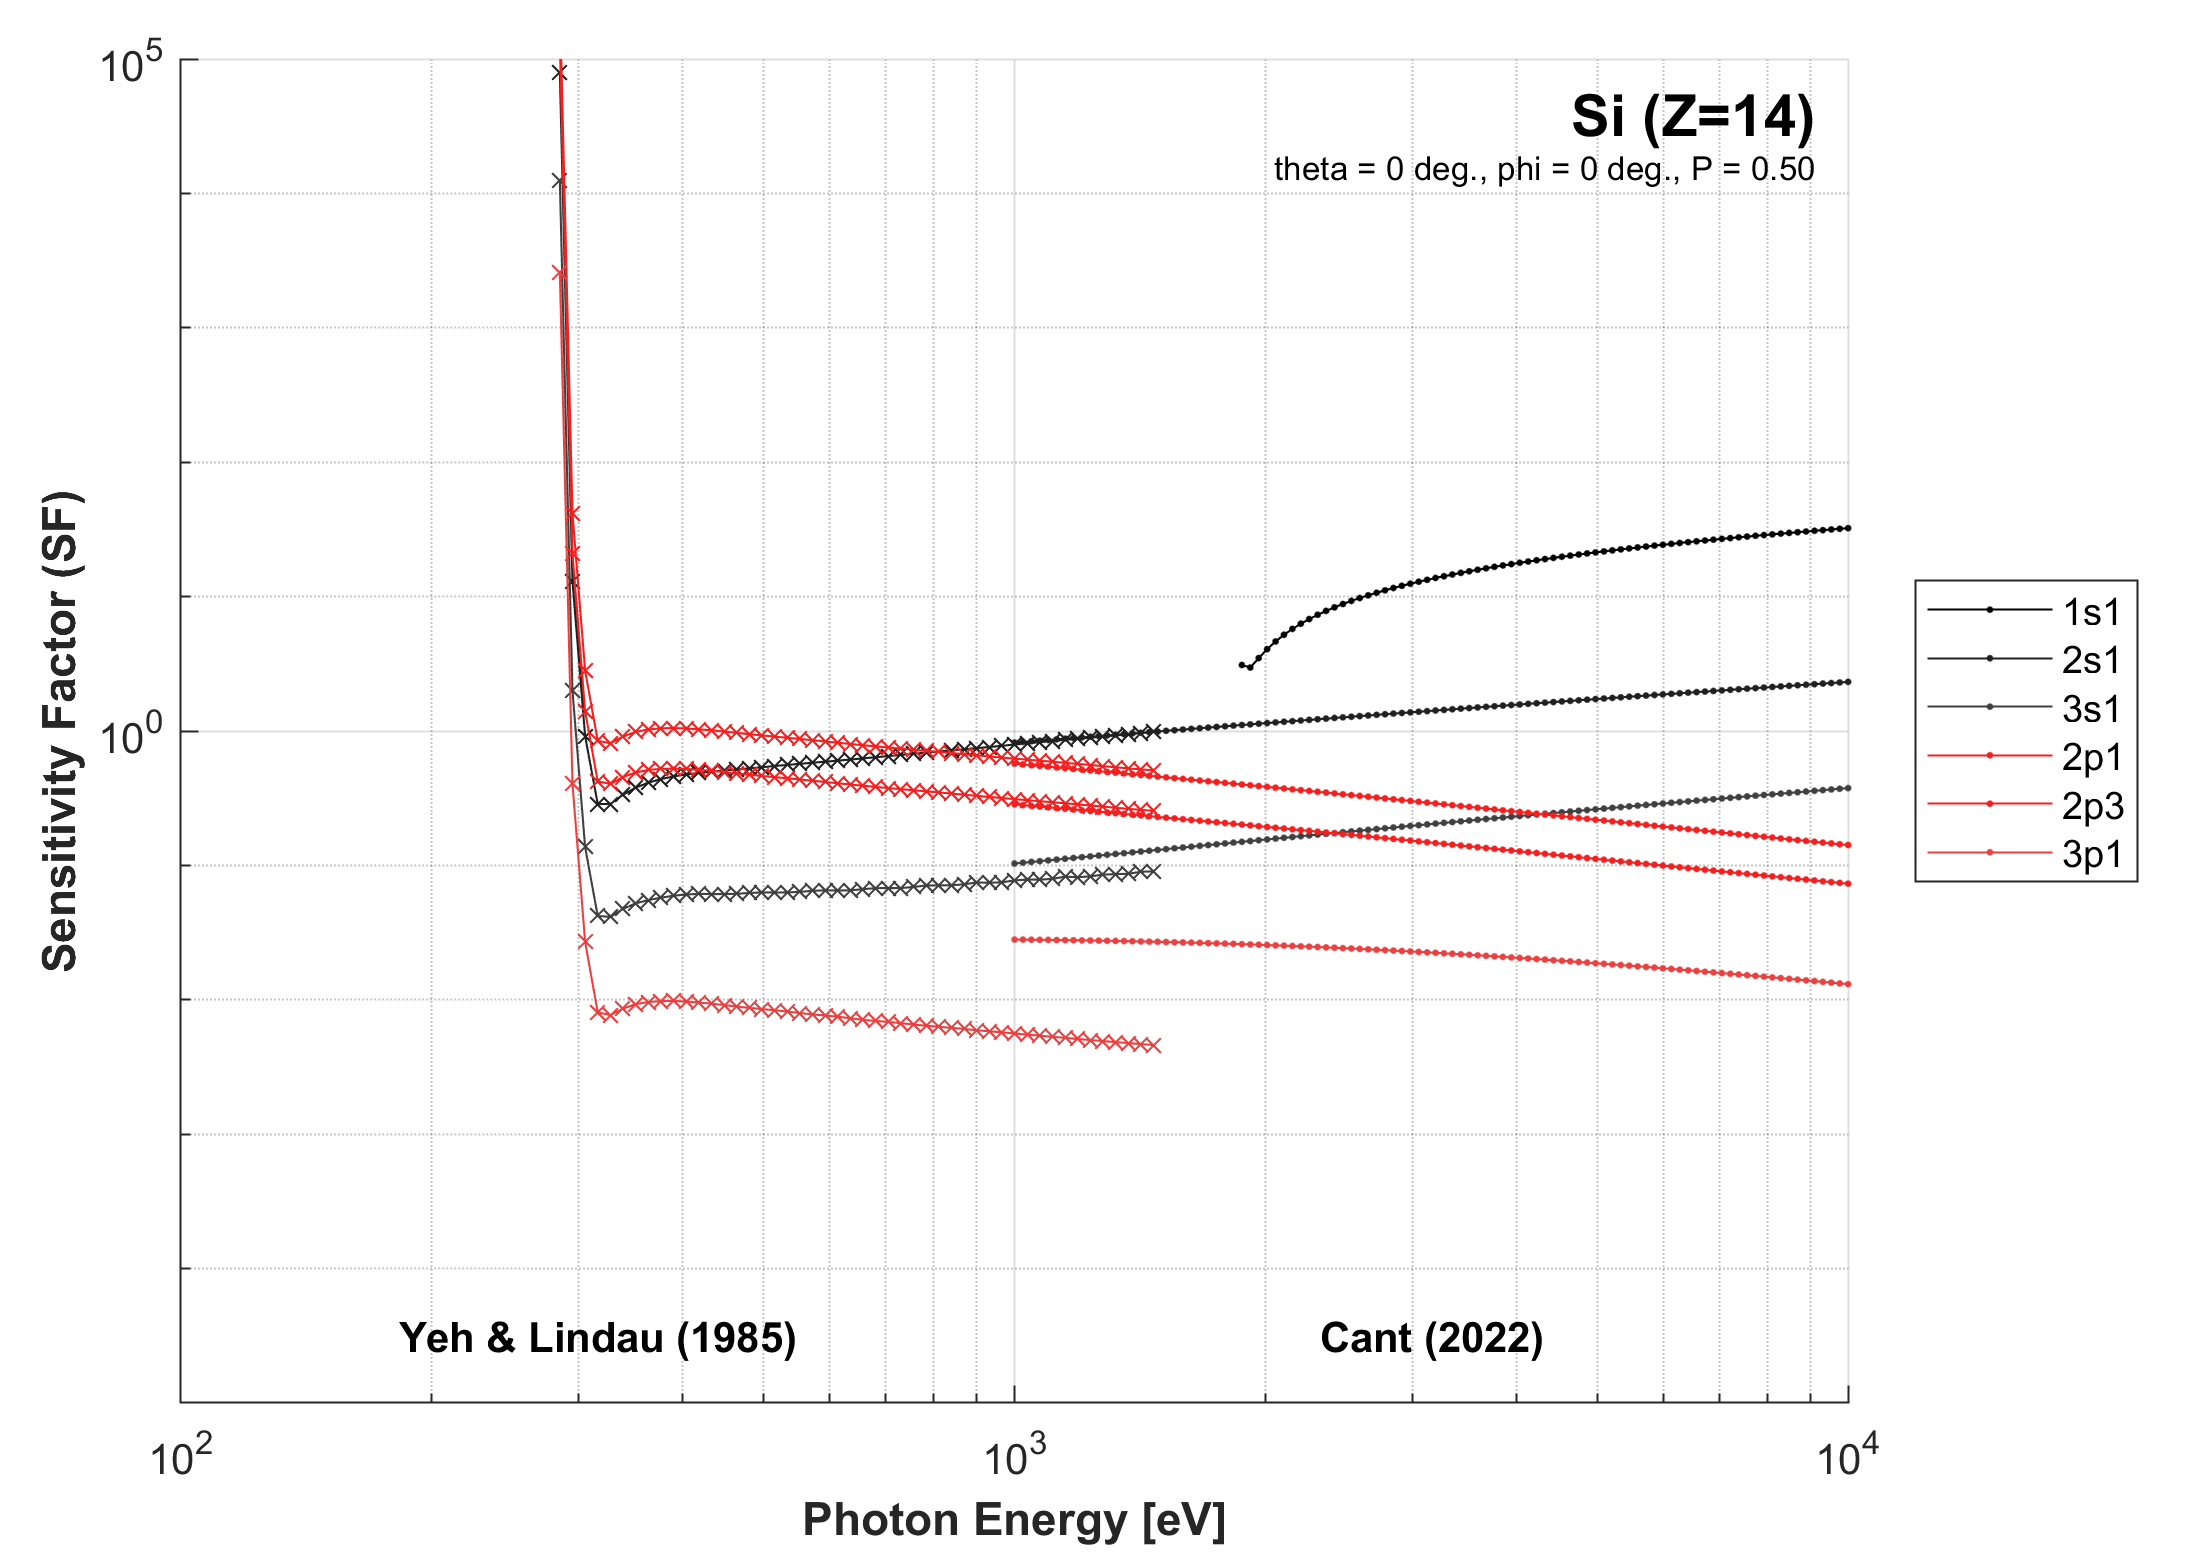 Si (Z=14)
theta = 0 deg., phi = 0 deg., P = 0.50
10^5
10^0
Sensitivity Factor (SF)
1s1
2s1
3s1
2p1
2p3
3p1
Yeh & Lindau (1985)
Cant (2022)
10^2
10^3
10^4
Photon Energy [eV]